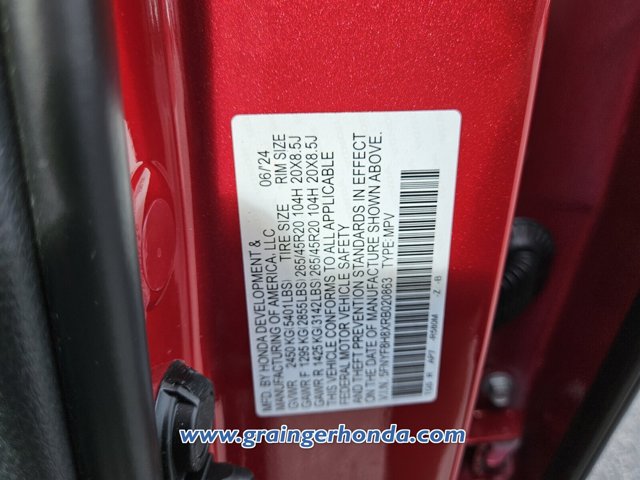 MFD. BY HONDA DEVELOPMENT & 06/'24
MANUFACTURING OF AMERICA, LLC
GVWR 2450 KG(5401LBS) TIRE SIZE RIM SIZE
GAWR F 1295 KG(2855LBS) 265/45R20 104H 20X8.5J
GAWR R 1425 KG(3142LBS) 265/45R20 104H 20X8.5J
THIS VEHICLE CONFORMS TO ALL APPLICABLE
FEDERAL MOTOR VEHICLE SAFETY
AND THEFT PREVENTION STANDARDS IN EFFECT
ON THE DATE OF MANUFACTURE SHOWN ABOVE.
V.I.N. 5FNYF8H8XRB020863 TYPE:MPV
-Z -B
www.graingerhonda.com